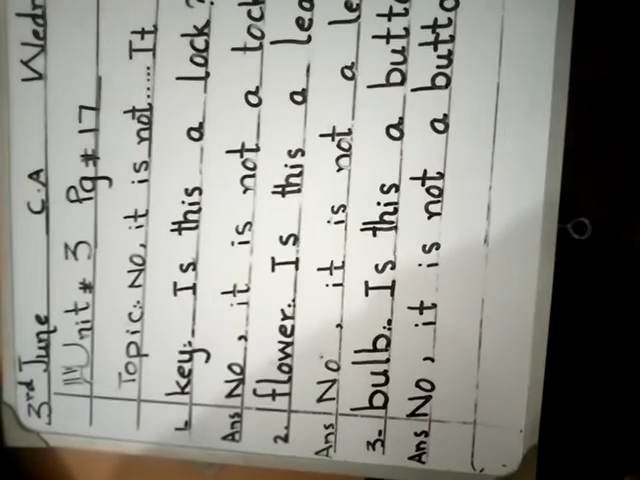 3rd June C.A Wedn
Unit # 3 Pg # 17
Topic:. No, it is not..... It
1. key:- Is this a lock?
Ans No, it is not a lock
2. flower:. Is this a lea
Ans No, it is not a le
3- bulb:. Is this a butto
Ans No, it is not a butto